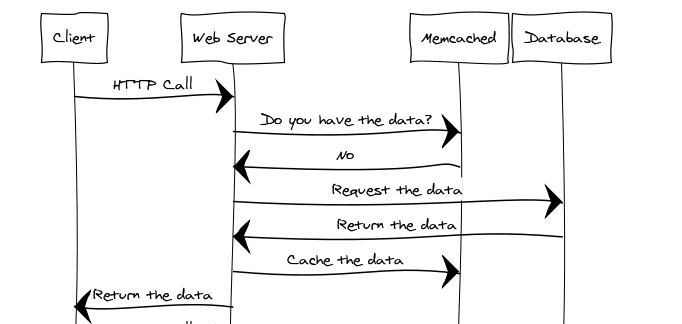 Client
Web Server
Memcached
Database
HTTP Call
Do you have the data?
No
Request the data
Return the data
Cache the data
Return the data